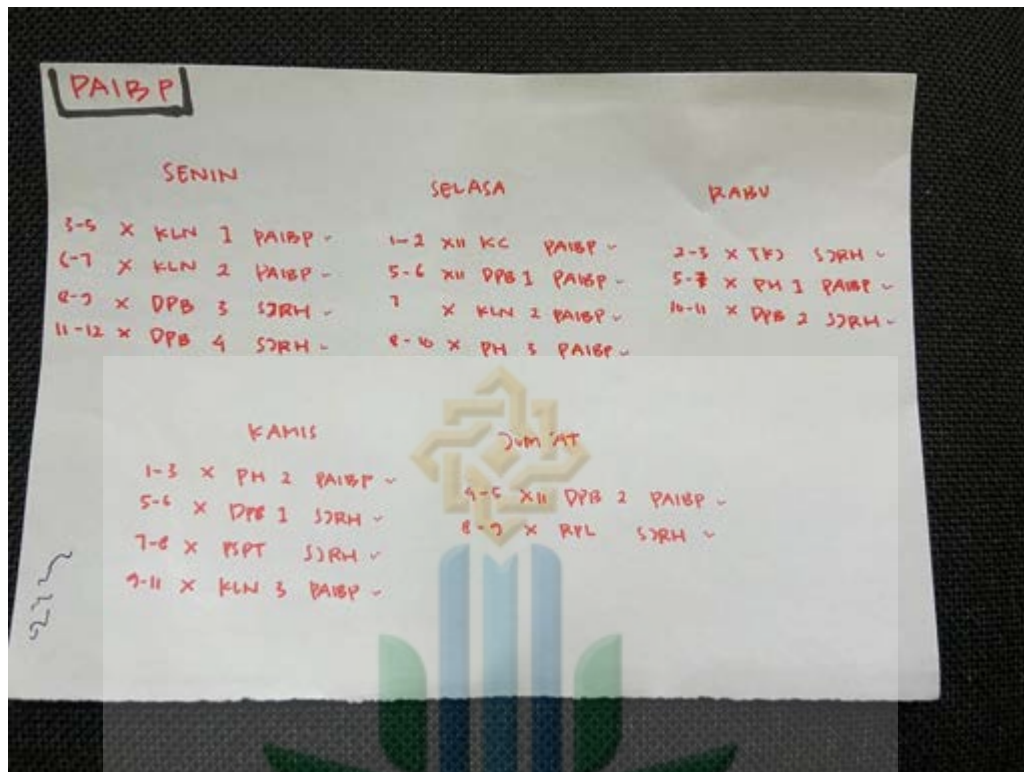 PAIBP
SENIN
3-5 X KLN 1 PAIBP
6-7 X KLN 2 PAIBP
8-9 X DPB 3 SJRH
11-12 X DPB 4 SJRH
SELASA
1-2 XII KC PAIBP
5-6 XII DPB 1 PAIBP
7 X KLN 2 PAIBP
8-10 X PH 3 PAIBP
RABU
2-3 X TKJ SJRH
5-7 X PH 1 PAIBP
10-11 X DPB 2 SJRH
KAMIS
1-3 X PH 2 PAIBP
5-6 X DPB 1 SJRH
7-8 X PSPT SJRH
9-11 X KLN 3 PAIBP
JUM'AT
4-5 XII DPB 2 PAIBP
8-9 X RPL SJRH